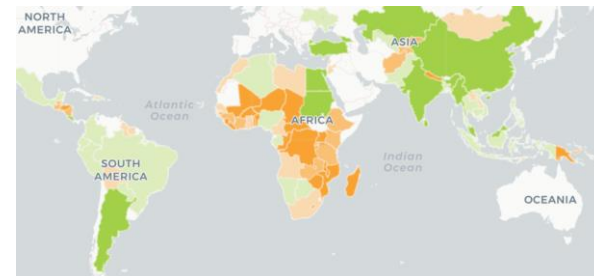 NORTH
AMERICA
ASIA
Atlantic
Ocean
AFRICA
SOUTH
AMERICA
Indian
Ocean
OCEANIA